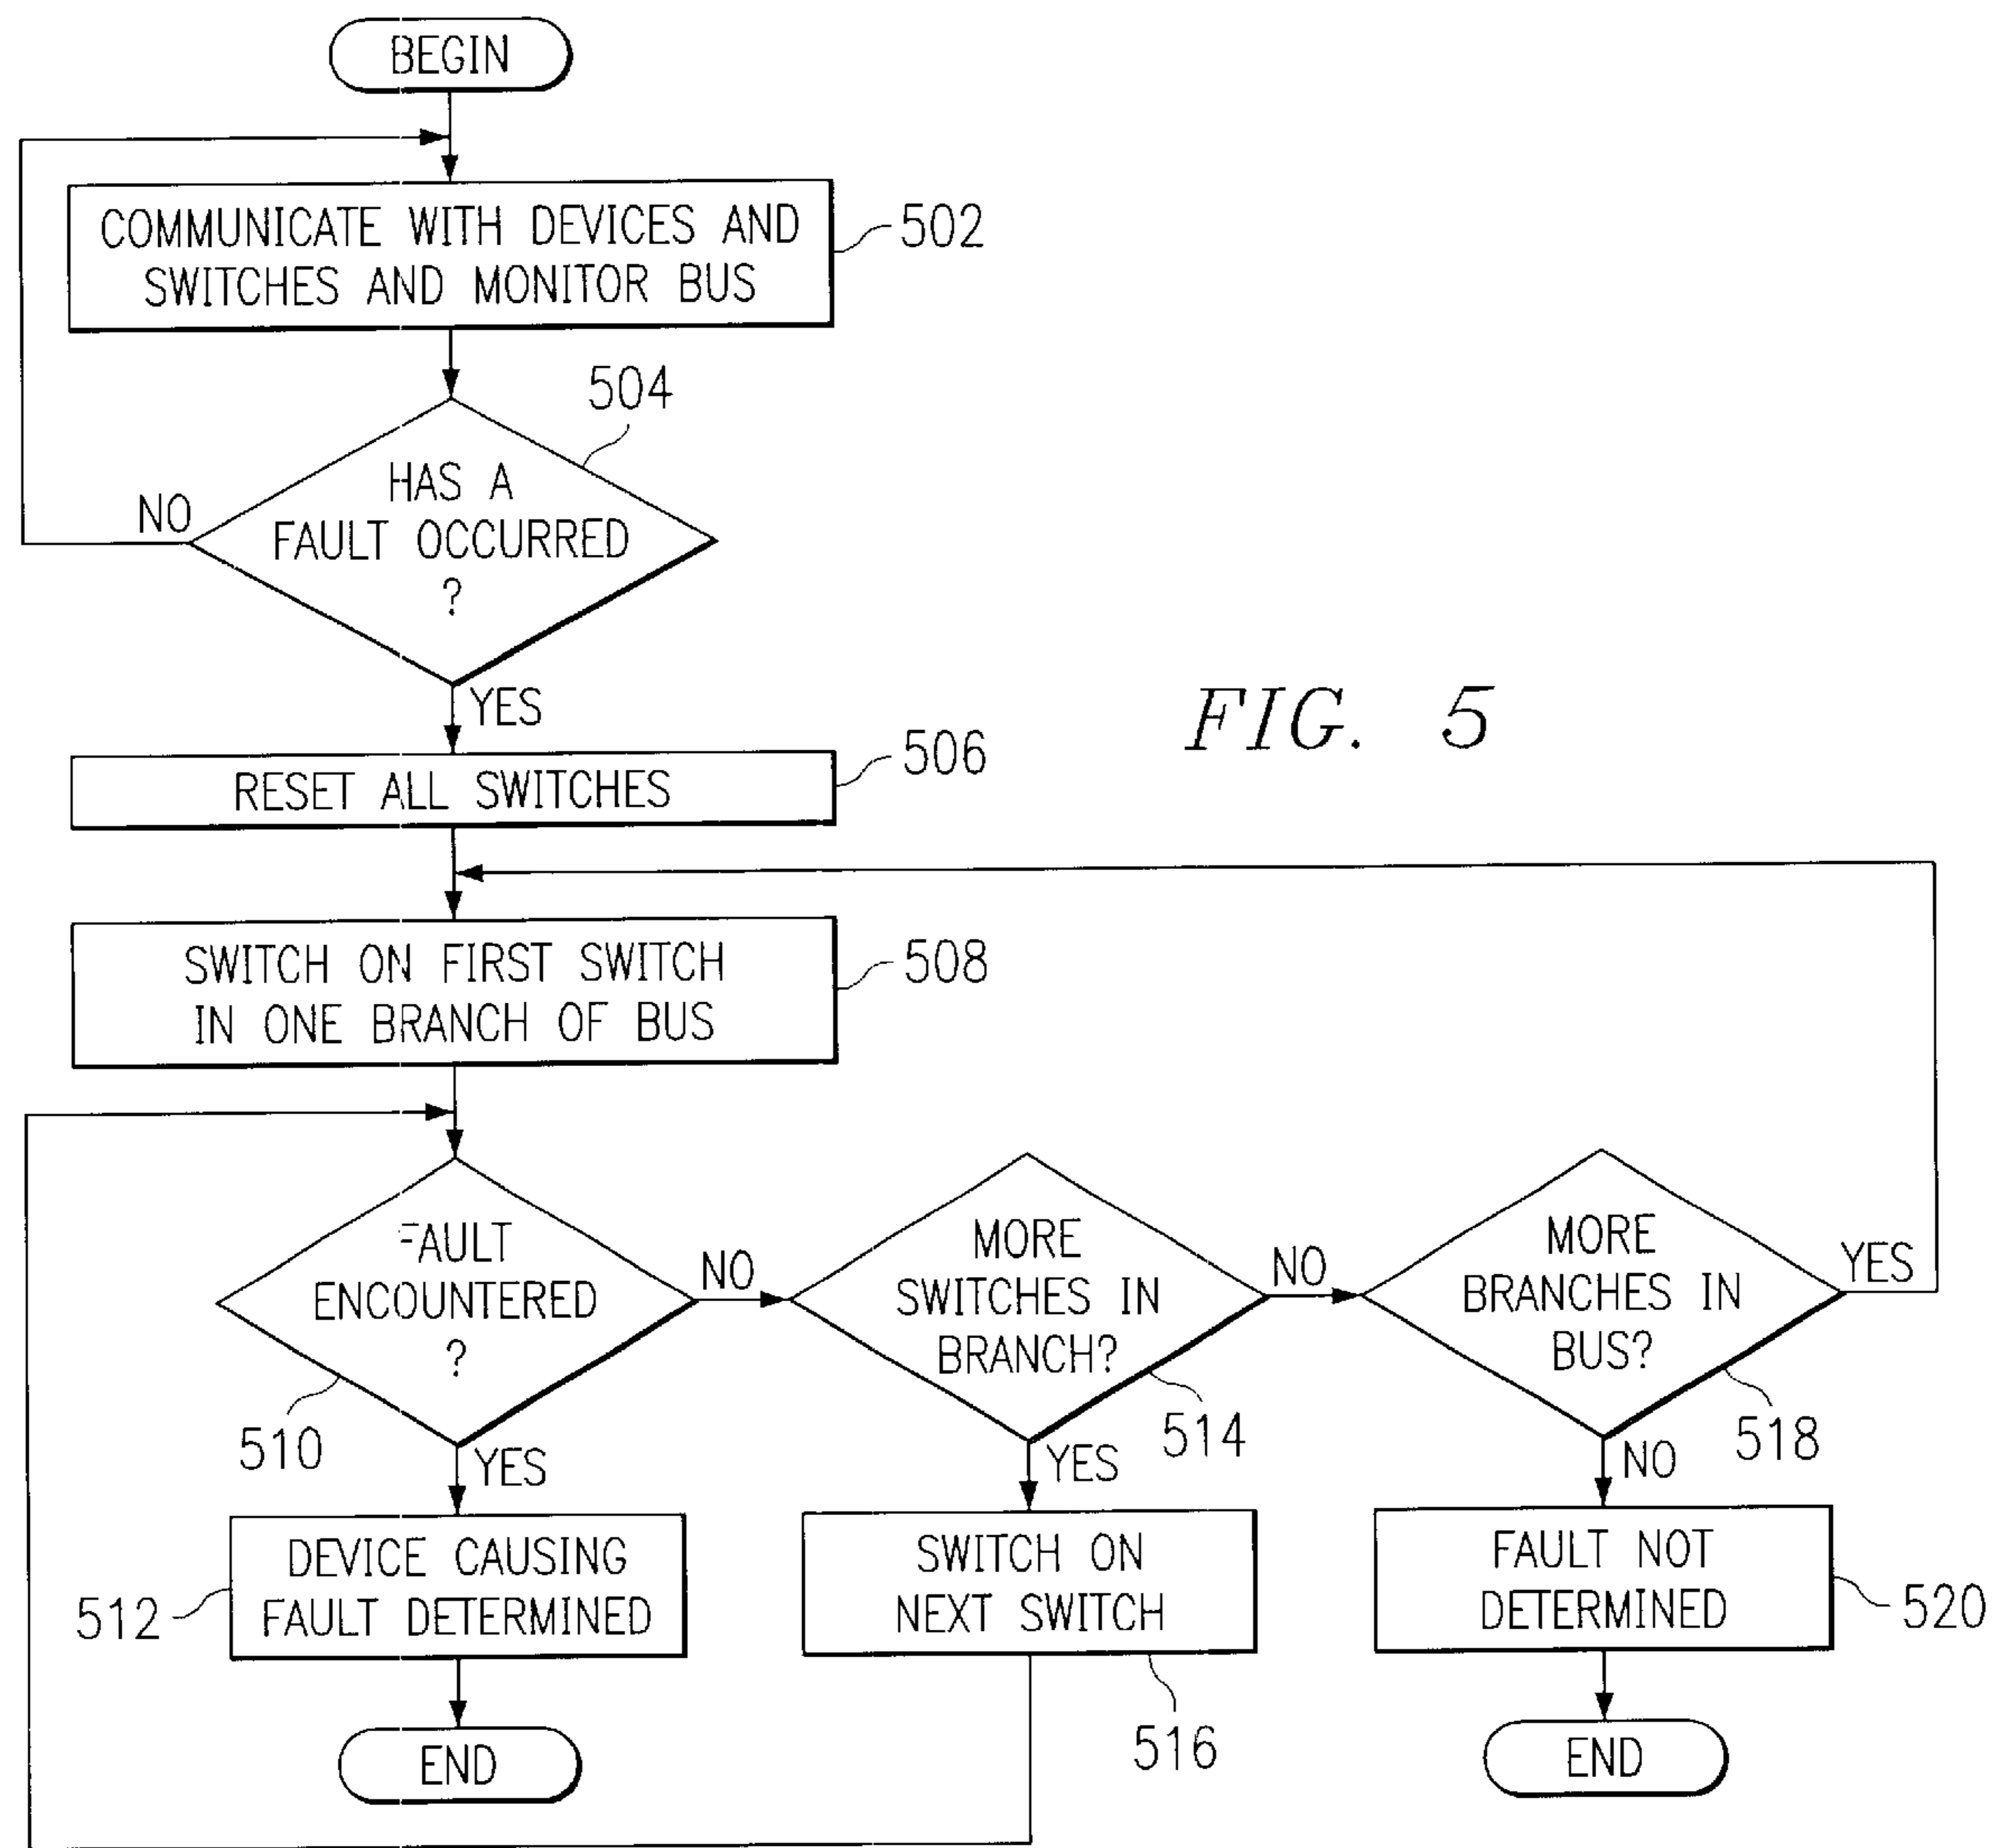 BEGIN
COMMUNICATE WITH DEVICES AND
SWITCHES AND MONITOR BUS
502
504
HAS A
FAULT OCCURRED
?
NO
YES
FIG. 5
RESET ALL SWITCHES
506
SWITCH ON FIRST SWITCH
IN ONE BRANCH OF BUS
508
FAULT
ENCOUNTERED
?
510
NO
YES
MORE
SWITCHES IN
BRANCH?
514
NO
YES
MORE
BRANCHES IN
BUS?
518
YES
NO
DEVICE CAUSING
FAULT DETERMINED
512
SWITCH ON
NEXT SWITCH
516
FAULT NOT
DETERMINED
520
END
END